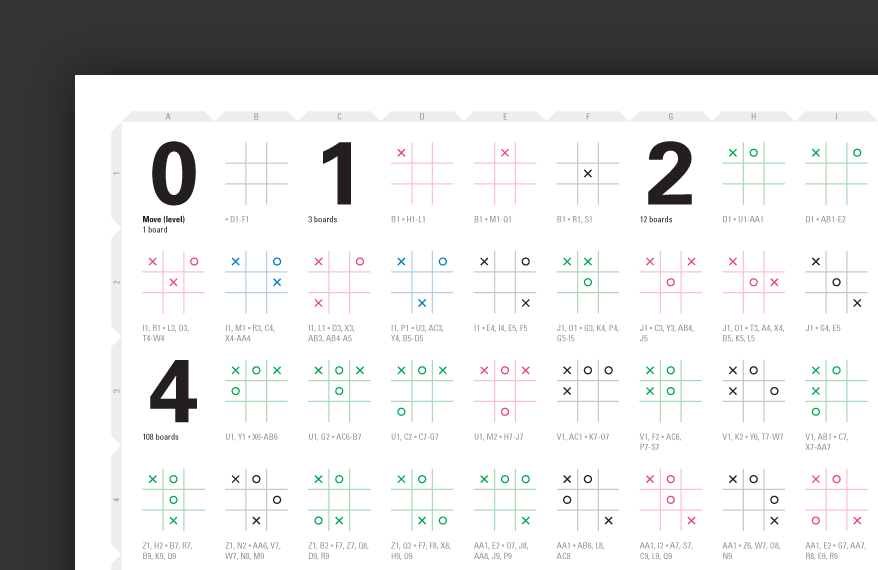 A B C D E F G H I
1
0 1 2
Move (level)
1 board
• D1-F1
3 boards
B1 • H1-L1
B1 • M1-Q1
B1 • R1, S1
12 boards
D1 • U1-AA1
D1 • AB1-E2
2
I1, R1 • L3, O3,
T4-W4
I1, M1 • R3, C4,
X4-AA4
I1, L1 • D3, X3,
AB3, AB4-A5
I1, P1 • U3, AC3,
Y4, B5-D5
I1 • E4, I4, E5, F5
J1, O1 • G3, K4, P4,
G5-I5
J1 • C3, Y3, AB4,
J5
J1, O1 • T3, A4, X4,
B5, K5, L5
J1 • G4, E5
3
4
108 boards
U1, Y1 • X6-AB6
U1, G2 • AC6-B7
U1, C2 • C7-G7
U1, M2 • H7-J7
V1, AC1 • K7-O7
V1, F2 • AC6,
P7-S7
V1, K2 • Y6, T7-W7
V1, AB1 • C7,
X7-AA7
4
Z1, H2 • B7, R7,
B9, K9, Q9
Z1, N2 • AA6, V7,
W7, N8, M9
Z1, B2 • F7, Z7, Q8,
D9, R9
Z1, Q2 • F7, F8, X8,
H9, O9
AA1, E2 • O7, J8,
AA8, J9, P9
AA1 • AB6, L8,
AC8
AA1, I2 • A7, S7,
C9, L9, Q9
AA1 • Z6, W7, O8,
N9
AA1, E2 • G7, AA7,
R8, E9, R9